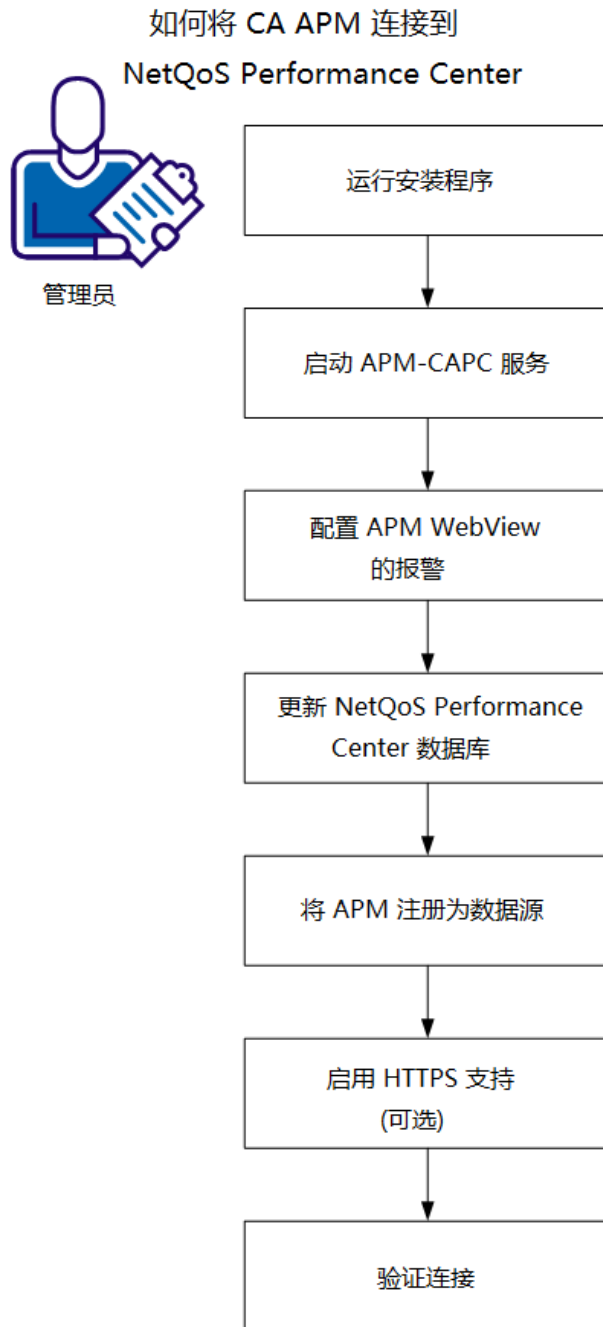 如何将 CA APM 连接到
NetQoS Performance Center
管理员
运行安装程序
启动 APM-CAPC 服务
配置 APM WebView
的报警
更新 NetQoS Performance
Center 数据库
将 APM 注册为数据源
启用 HTTPS 支持
(可选)
验证连接